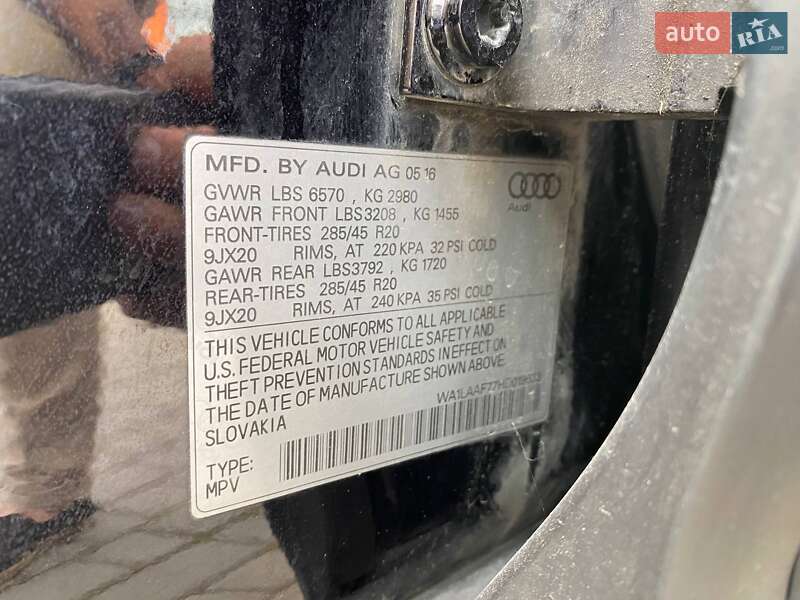 auto RIA.com
MFD. BY AUDI AG 05 16
GVWR LBS 6570 , KG 2980
GAWR FRONT LBS3208 , KG 1455
FRONT-TIRES 285/45 R20
9JX20 RIMS, AT 220 KPA 32 PSI COLD
GAWR REAR LBS3792 , KG 1720
REAR-TIRES 285/45 R20
9JX20 RIMS, AT 240 KPA 35 PSI COLD
Audi
THIS VEHICLE CONFORMS TO ALL APPLICABLE
U.S. FEDERAL MOTOR VEHICLE SAFETY AND
THEFT PREVENTION STANDARDS IN EFFECT ON
THE DATE OF MANUFACTURE SHOWN ABOVE.
SLOVAKIA
TYPE:
MPV